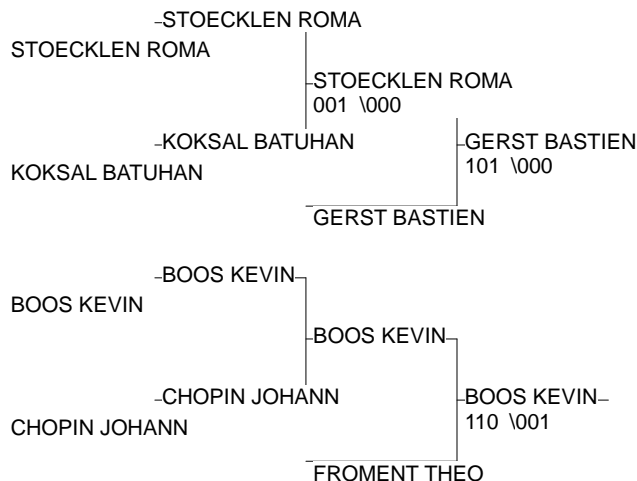 STOECKLEN ROMA
STOECKLEN ROMA
STOECKLEN ROMA
001 \000
KOKSAL BATUHAN
GERST BASTIEN
KOKSAL BATUHAN
101 \000
GERST BASTIEN
BOOS KEVIN
BOOS KEVIN
BOOS KEVIN
CHOPIN JOHANN
BOOS KEVIN
CHOPIN JOHANN
110 \001
FROMENT THEO